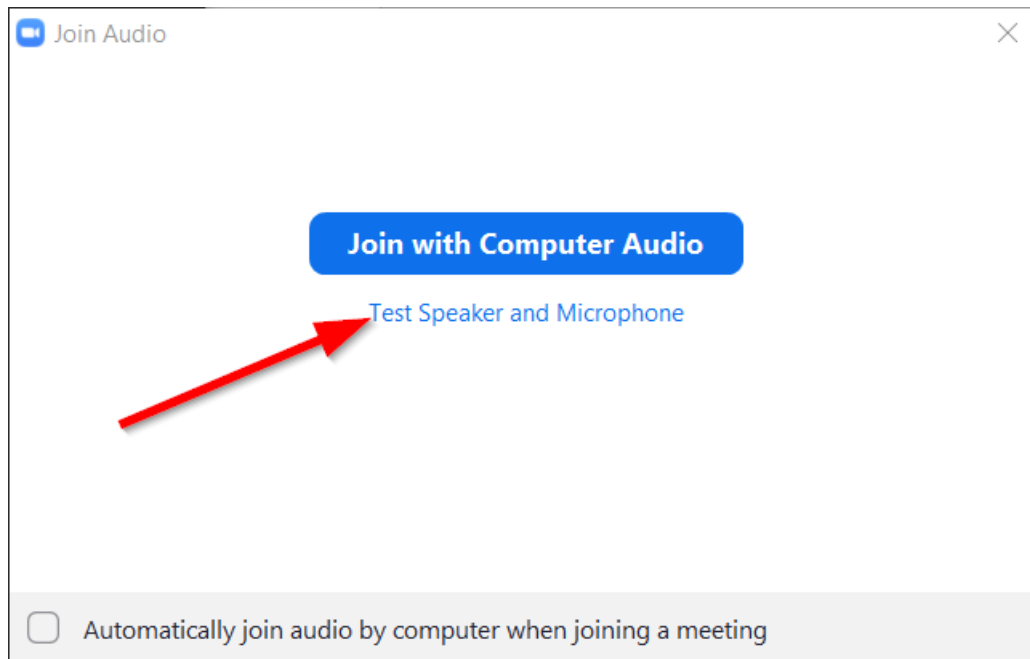 Join Audio
Join with Computer Audio
Test Speaker and Microphone
Automatically join audio by computer when joining a meeting